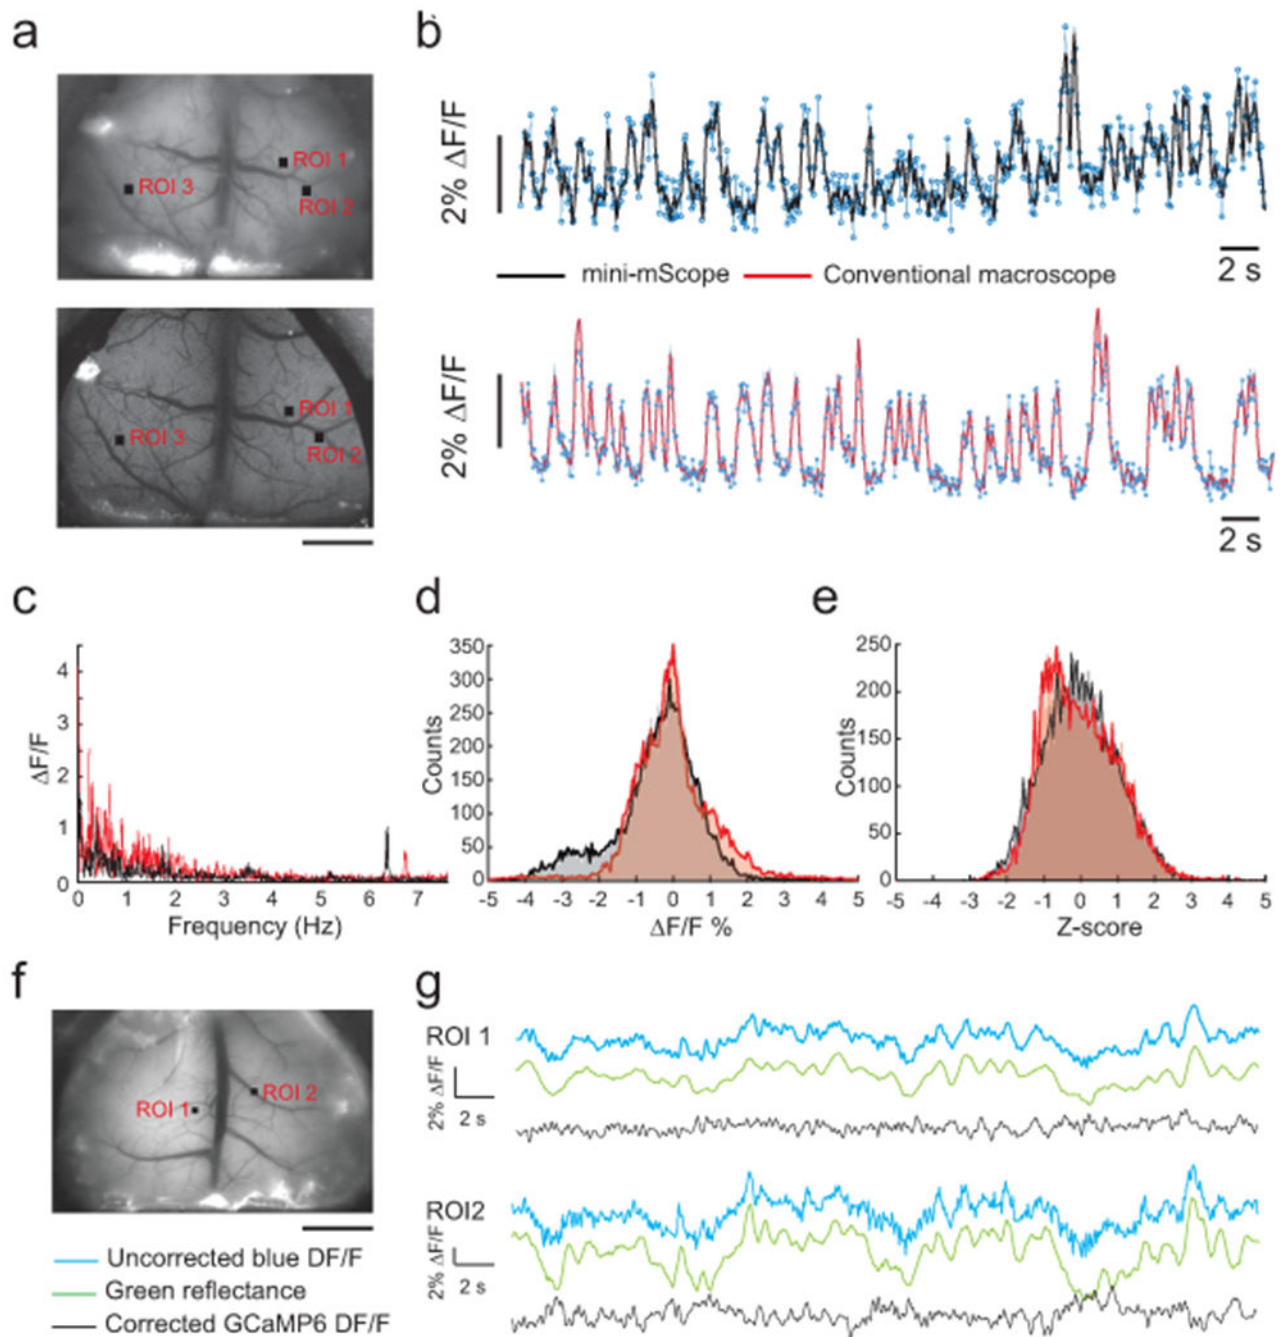 a
ROI 1
ROI 3
ROI 2
ROI 1
ROI 3
ROI 2
b
2% ΔF/F
2 s
mini-mScope Conventional macroscope
2% ΔF/F
2 s
c
ΔF/F
4
3
2
1
0
0 1 2 3 4 5 6 7
Frequency (Hz)
d
Counts
350
300
250
200
150
100
50
0
-5 -4 -3 -2 -1 0 1 2 3 4 5
ΔF/F %
e
Counts
250
200
150
100
50
0
-5 -4 -3 -2 -1 0 1 2 3 4 5
Z-score
f
ROI 2
ROI 1
Uncorrected blue DF/F
Green reflectance
Corrected GCaMP6 DF/F
g
ROI 1
2% ΔF/F
2 s
ROI2
2% ΔF/F
2 s